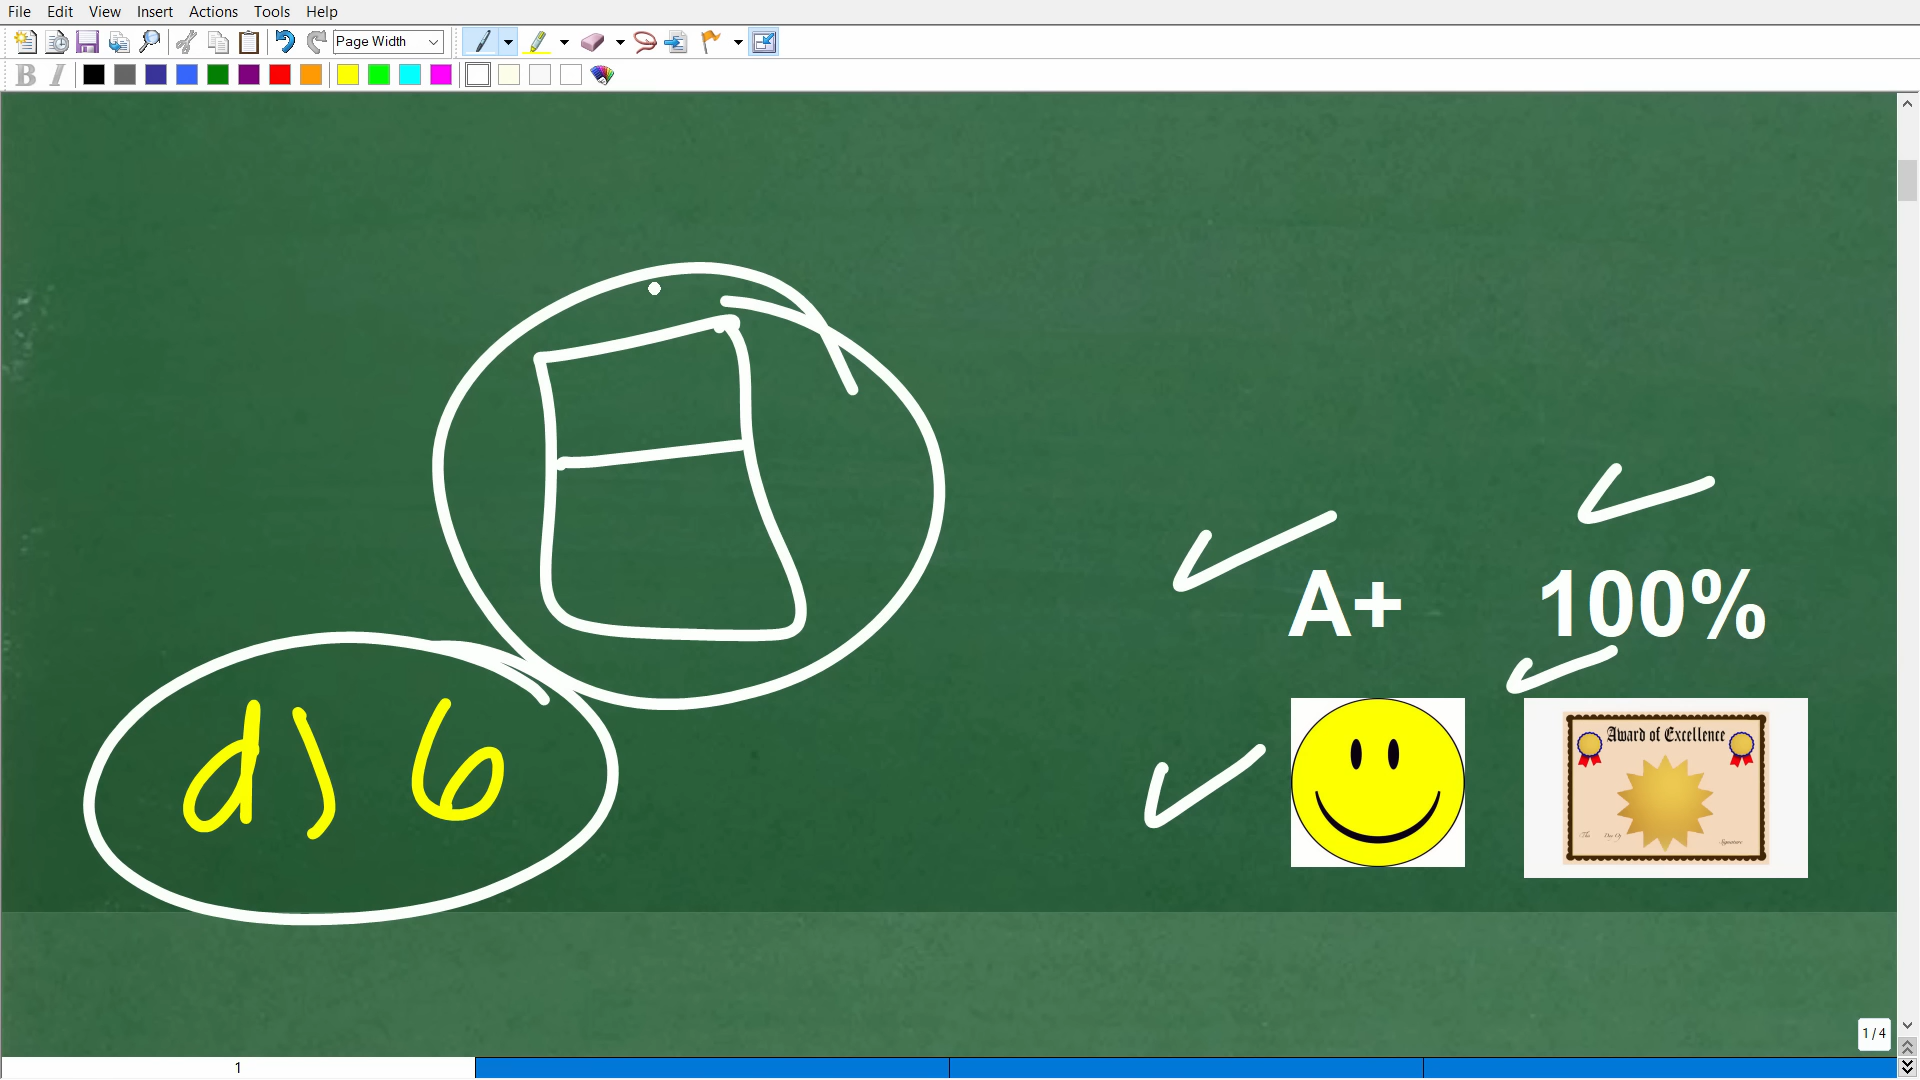 File Edit View Insert Actions Tools Help
Page Width
B I
A+ 100%
d) 6
Award of Excellence
1 / 4
1